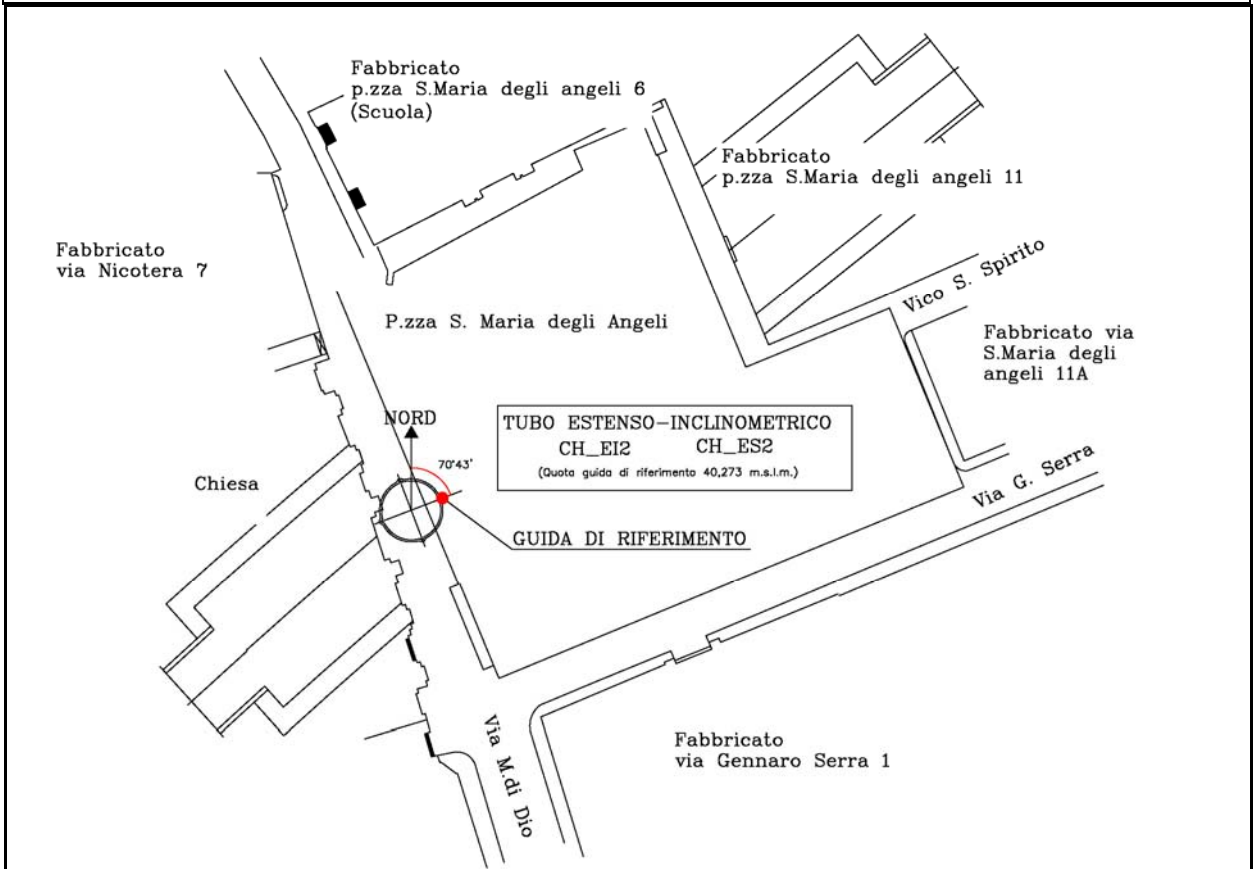 Fabbricato
p.zza S.Maria degli angeli 6
(Scuola)
Fabbricato
p.zza S.Maria degli angeli 11
Fabbricato
via Nicotera 7
Vico S. Spirito
P.zza S. Maria degli Angeli
Fabbricato via
S.Maria degli
angeli 11A
NORD
70°43'
TUBO ESTENSO-INCLINOMETRICO
CH_EI2 CH_ES2
(Quota guida di riferimento 40,273 m.s.l.m.)
Chiesa
Via G. Serra
GUIDA DI RIFERIMENTO
Via M.di Dio
Fabbricato
via Gennaro Serra 1